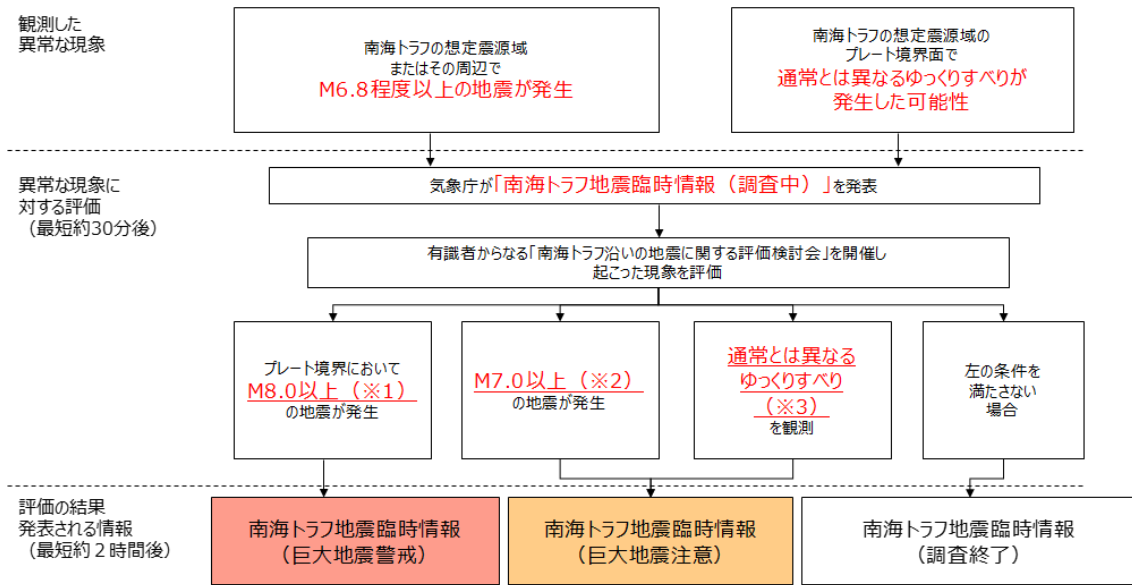 観測した
異常な現象
南海トラフの想定震源域
またはその周辺で
M6.8程度以上の地震が発生
南海トラフの想定震源域の
プレート境界面で
通常とは異なるゆっくりすべりが
発生した可能性
異常な現象に
対する評価
（最短約30分後）
気象庁が「南海トラフ地震臨時情報（調査中）」を発表
有識者からなる「南海トラフ沿いの地震に関する評価検討会」を開催し
起こった現象を評価
プレート境界において
M8.0以上（※1）
の地震が発生
M7.0以上（※2）
の地震が発生
通常とは異なる
ゆっくりすべり
（※3）
を観測
左の条件を
満たさない
場合
評価の結果
発表される情報
（最短約２時間後）
南海トラフ地震臨時情報
（巨大地震警戒）
南海トラフ地震臨時情報
（巨大地震注意）
南海トラフ地震臨時情報
（調査終了）